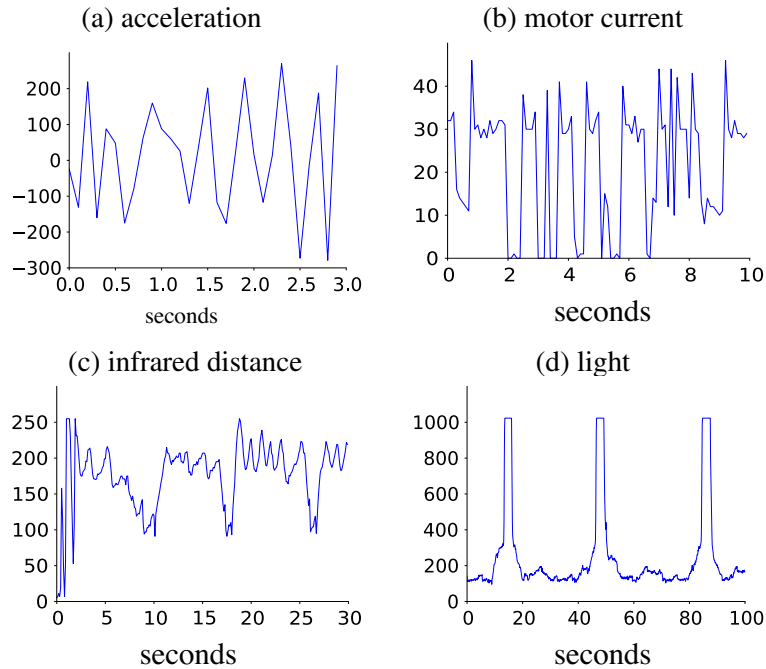 (a) acceleration
200
100
0
−100
−200
−300
0.0 0.5 1.0 1.5 2.0 2.5 3.0
seconds
(b) motor current
40
30
20
10
0
0 2 4 6 8 10
seconds
(c) infrared distance
250
200
150
100
50
0
0 5 10 15 20 25 30
seconds
(d) light
1000
800
600
400
200
0
0 20 40 60 80 100
seconds